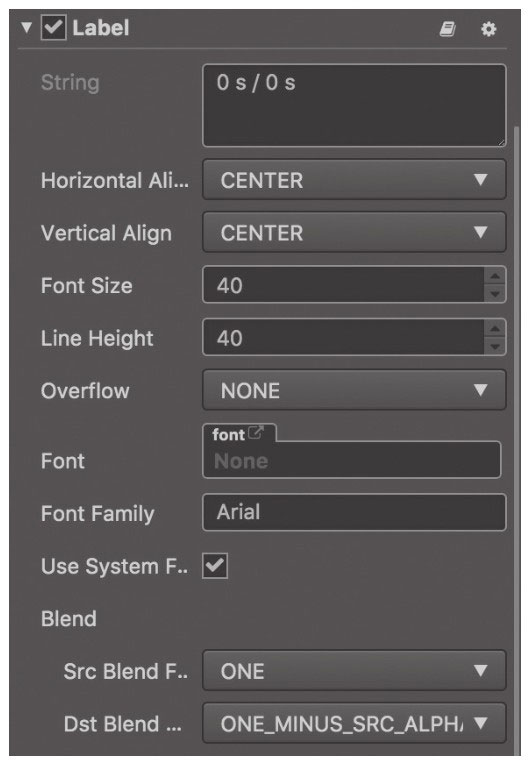 Label
String 0 s / 0 s
Horizontal Ali... CENTER
Vertical Align CENTER
Font Size 40
Line Height 40
Overflow NONE
font
Font None
Font Family Arial
Use System F..
Blend
Src Blend F.. ONE
Dst Blend ... ONE_MINUS_SRC_ALPHA